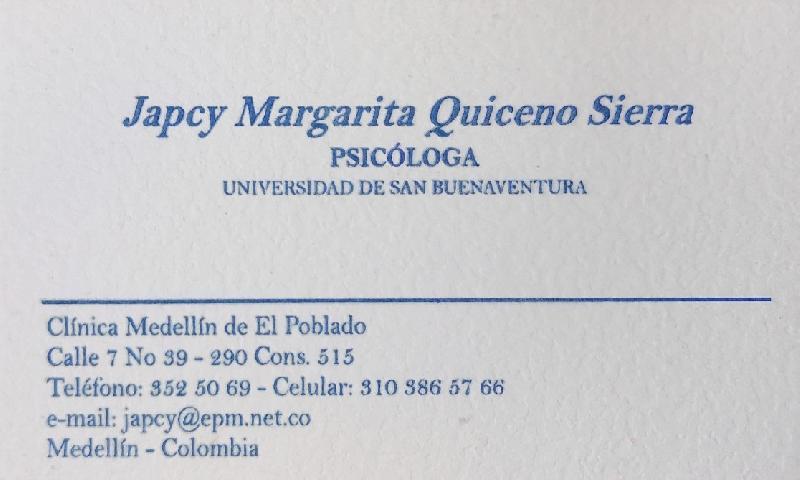 Japcy Margarita Quiceno Sierra
PSICÓLOGA
UNIVERSIDAD DE SAN BUENAVENTURA
Clínica Medellín de El Poblado
Calle 7 No 39 - 290 Cons. 515
Teléfono: 352 50 69 - Celular: 310 386 57 66
e-mail: japcy@epm.net.co
Medellín - Colombia